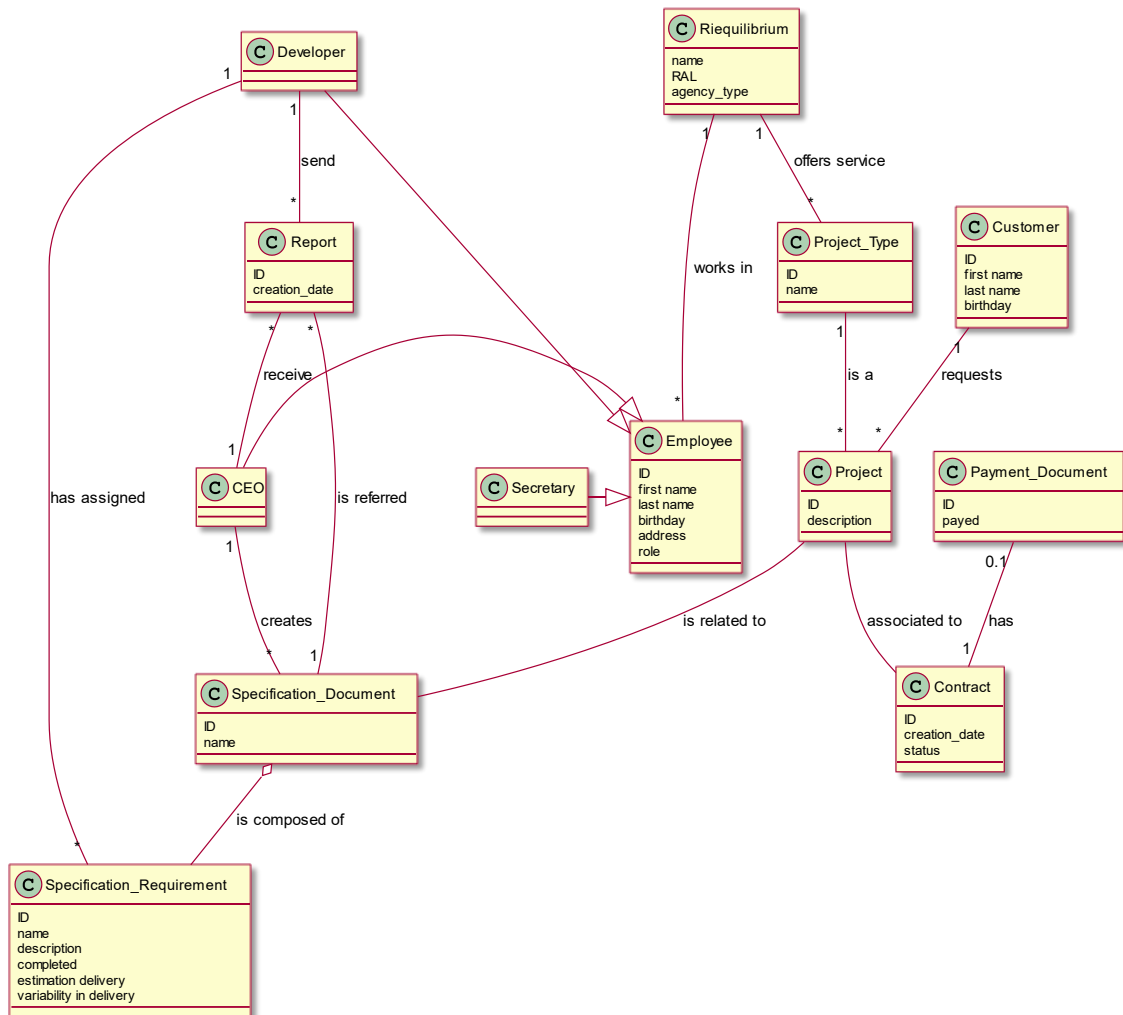 C Developer
C Riequilibrium
name
RAL
agency_type
1
1
1
1
send
offers service
*
*
C Report
ID
creation_date
C Project_Type
ID
name
C Customer
ID
first name
last name
birthday
works in
*
*
1
1
receive
is a
requests
*
*
*
1
C Employee
ID
first name
last name
birthday
address
role
C CEO
has assigned
is referred
C Secretary
C Project
ID
description
C Payment_Document
ID
payed
1
0.1
creates
is related to
associated to
has
*
1
1
C Specification_Document
ID
name
C Contract
ID
creation_date
status
is composed of
*
C Specification_Requirement
ID
name
description
completed
estimation delivery
variability in delivery